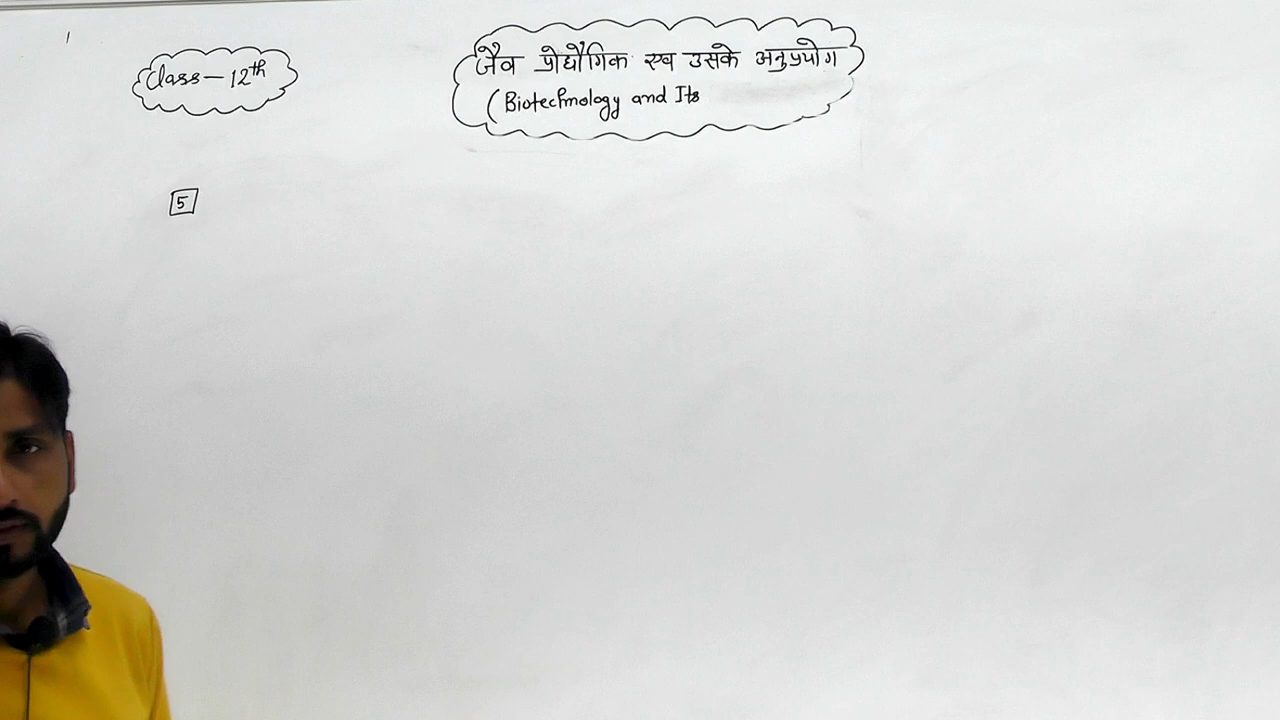 Class-12th
जैव प्रोद्यौगिक एव उसके अनुप्रयोग
(Biotechnology and Its
5